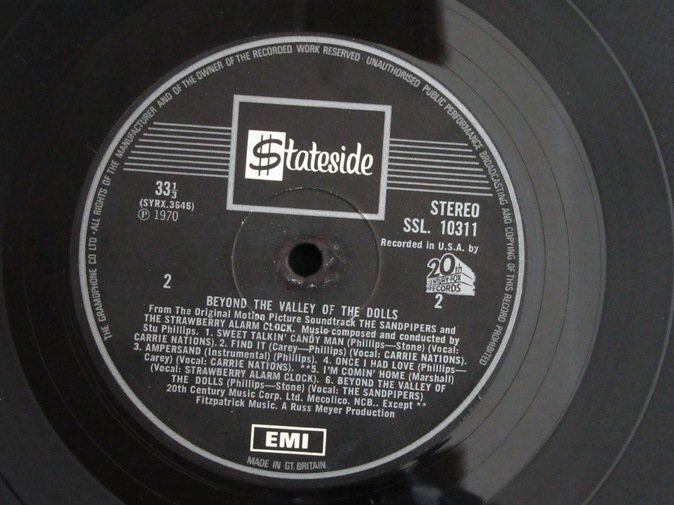 THE GRAMOPHONE CO LTD · ALL RIGHTS OF THE MANUFACTURER AND OF THE OWNER OF THE RECORDED WORK RESERVED · UNAUTHORISED PUBLIC PERFORMANCE BROADCASTING AND COPYING OF THIS RECORD PROHIBITED
$tateside
33⅓
(SYRX.3646)
Ⓟ 1970
STEREO
SSL. 10311
Recorded in U.S.A. by
20th
CENTURY FOX
RECORDS
2
2
BEYOND THE VALLEY OF THE DOLLS
From The Original Motion Picture Soundtrack THE SANDPIPERS and
THE STRAWBERRY ALARM CLOCK. Music composed and conducted by
Stu Phillips. 1. SWEET TALKIN' CANDY MAN (Phillips—Stone) (Vocal:
CARRIE NATIONS). 2. FIND IT (Carey—Phillips) (Vocal: CARRIE NATIONS).
3. AMPERSAND (Instrumental) (Phillips). 4. ONCE I HAD LOVE (Phillips—
Carey) (Vocal: CARRIE NATIONS). **5. I'M COMIN' HOME (Marshall)
(Vocal: STRAWBERRY ALARM CLOCK). 6. BEYOND THE VALLEY OF
THE DOLLS (Phillips—Stone) (Vocal: THE SANDPIPERS)
20th Century Music Corp. Ltd. Mecolico. NCB.. Except **
Fitzpatrick Music. A Russ Meyer Production
EMI
MADE IN GT. BRITAIN